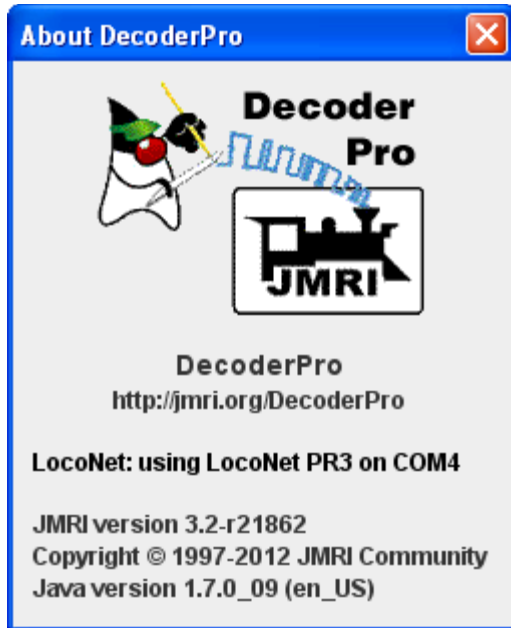 About DecoderPro
Decoder
Pro
JMRI
DecoderPro
http://jmri.org/DecoderPro
LocoNet: using LocoNet PR3 on COM4
JMRI version 3.2-r21862
Copyright © 1997-2012 JMRI Community
Java version 1.7.0_09 (en_US)